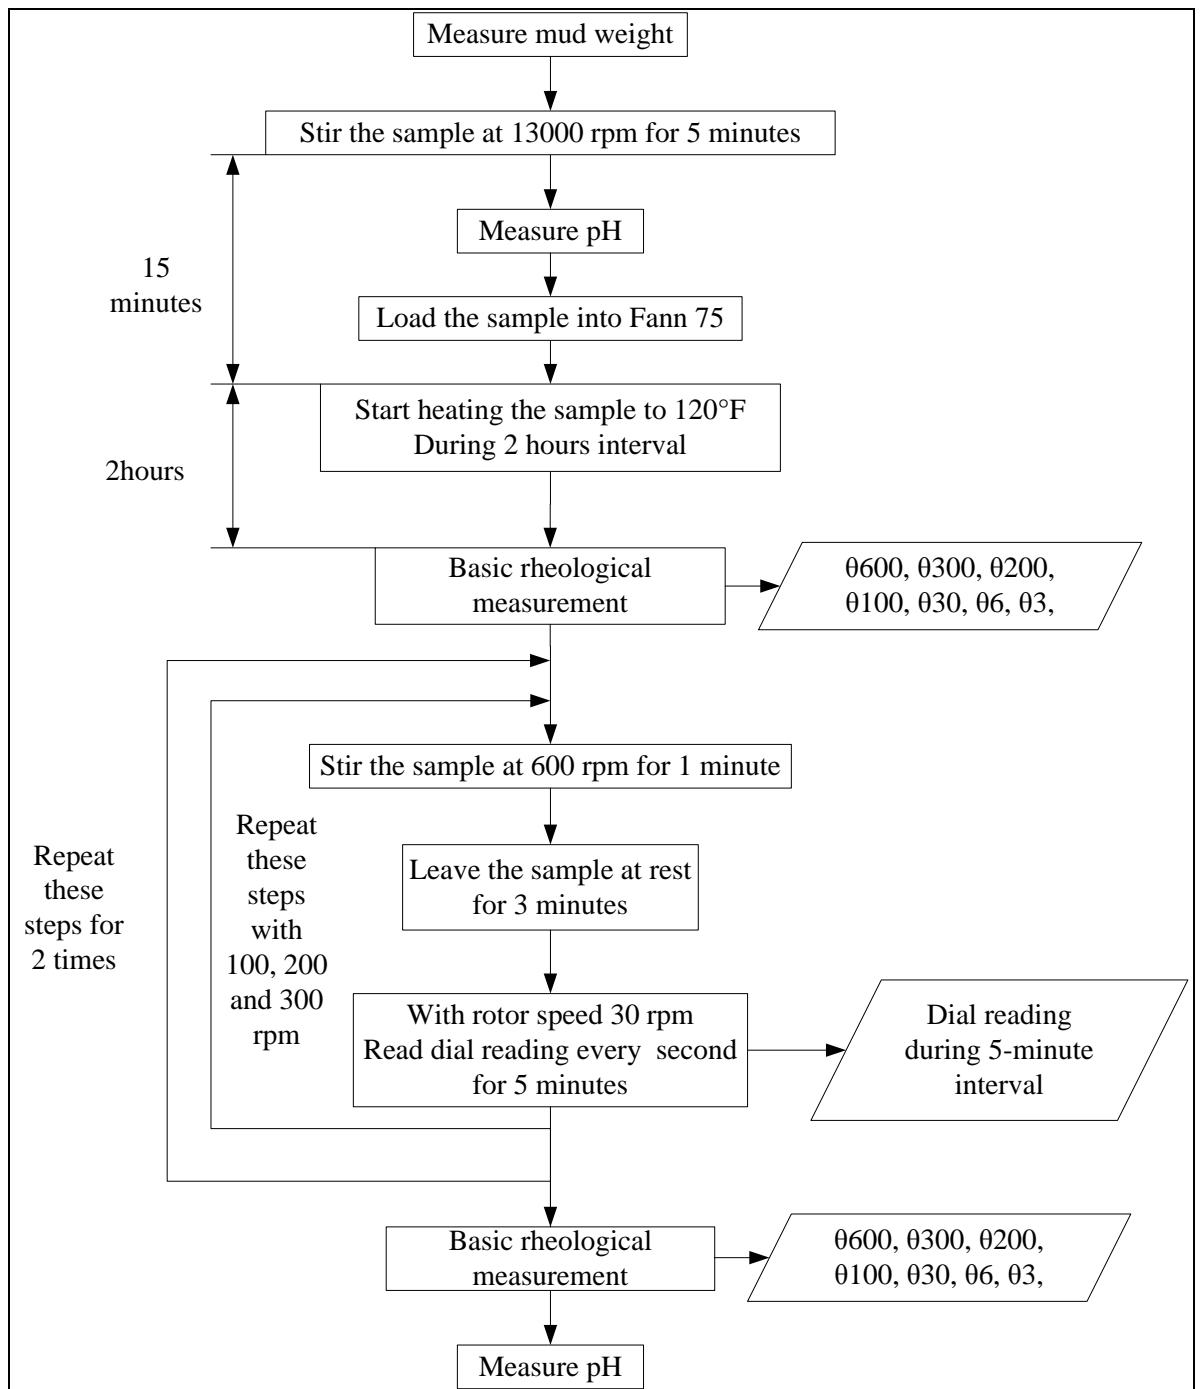 Measure mud weight
Stir the sample at 13000 rpm for 5 minutes
Measure pH
15
minutes
Load the sample into Fann 75
Start heating the sample to 120°F
During 2 hours interval
2hours
Basic rheological
measurement
θ600, θ300, θ200,
θ100, θ30, θ6, θ3,
Stir the sample at 600 rpm for 1 minute
Repeat
these
steps for
2 times
Repeat
these
steps
with
100, 200
and 300
rpm
Leave the sample at rest
for 3 minutes
With rotor speed 30 rpm
Read dial reading every  second
for 5 minutes
Dial reading
during 5-minute
interval
Basic rheological
measurement
θ600, θ300, θ200,
θ100, θ30, θ6, θ3,
Measure pH